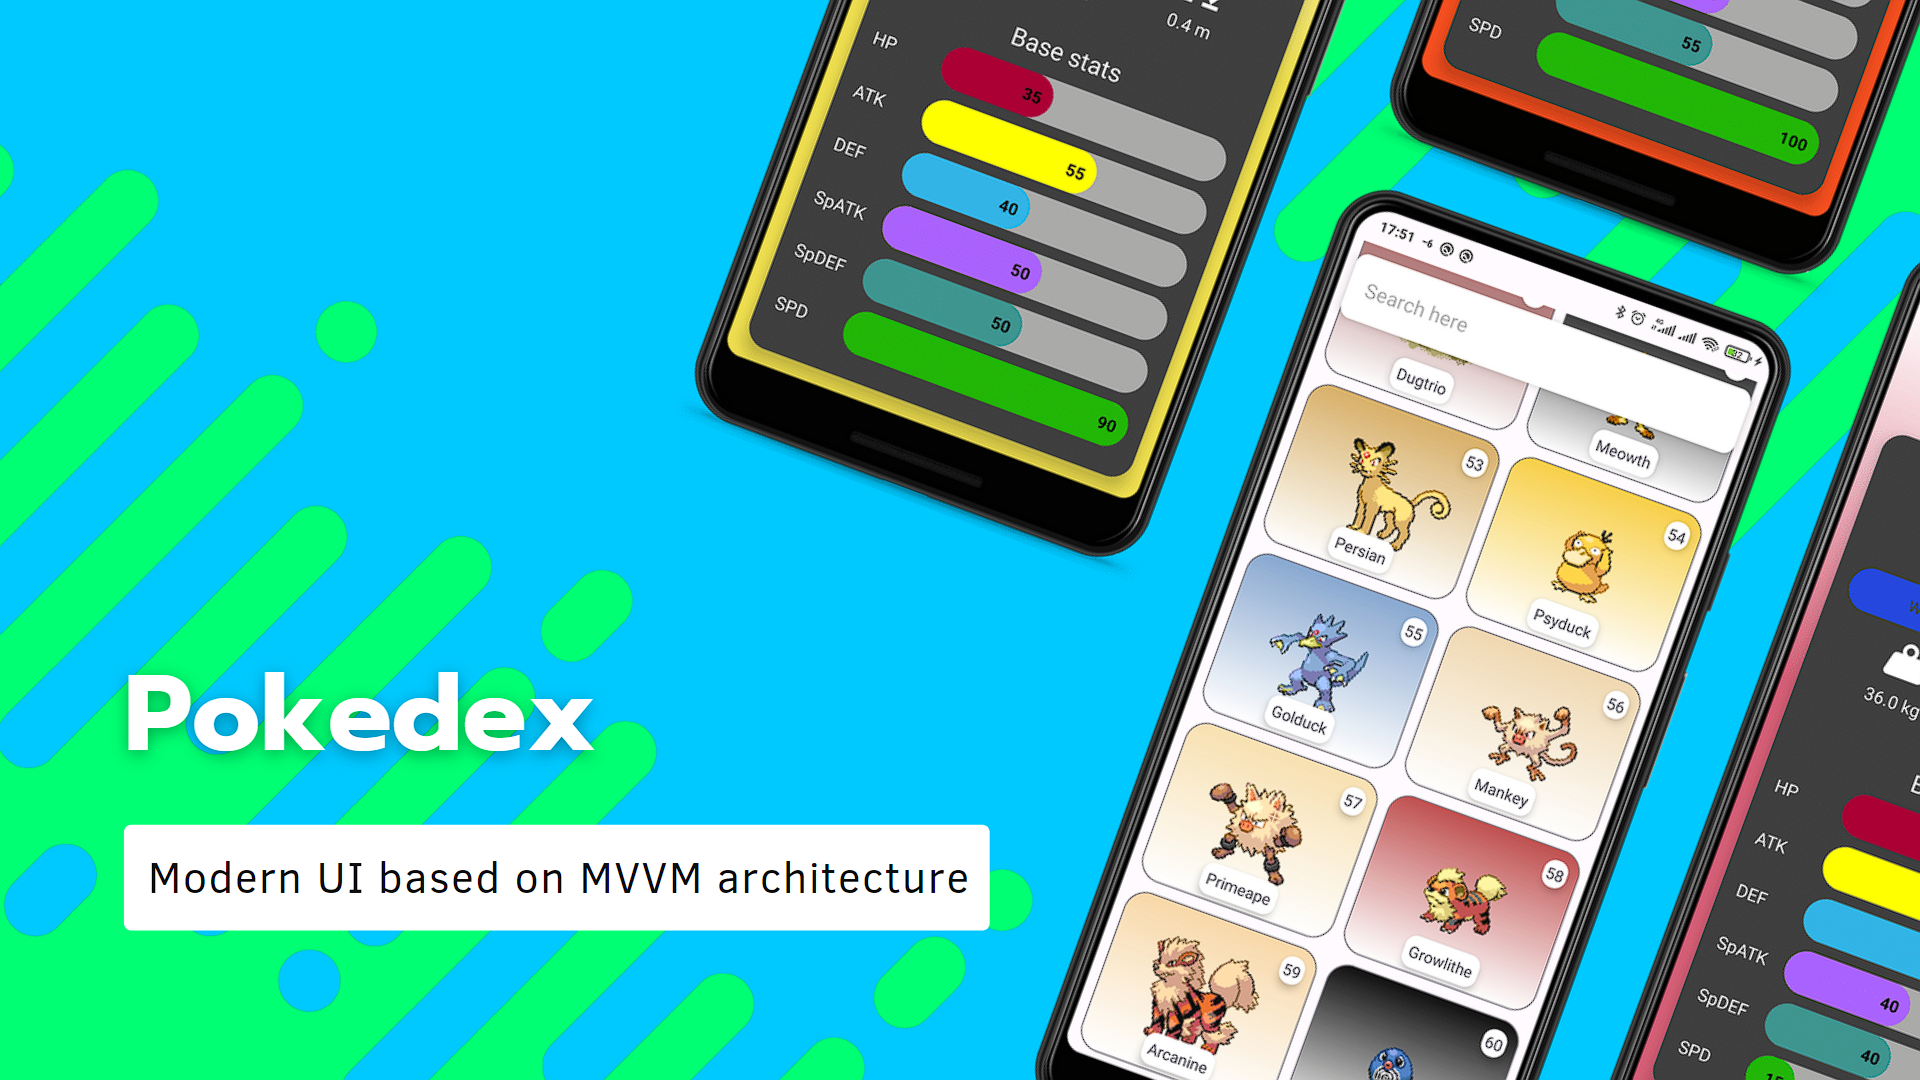 Pokedex
Modern UI based on MVVM architecture
0.4 m
Base stats
HP 35
ATK 55
DEF 40
SpATK 50
SpDEF 50
SPD 90
55
SPD 100
17:51
Search here
Dugtrio
Meowth
53
Persian
54
Psyduck
55
Golduck
56
Mankey
57
Primeape
58
Growlithe
59
Arcanine
60
36.0 kg
HP
ATK
DEF
SpATK 40
SpDEF 40
SPD 15